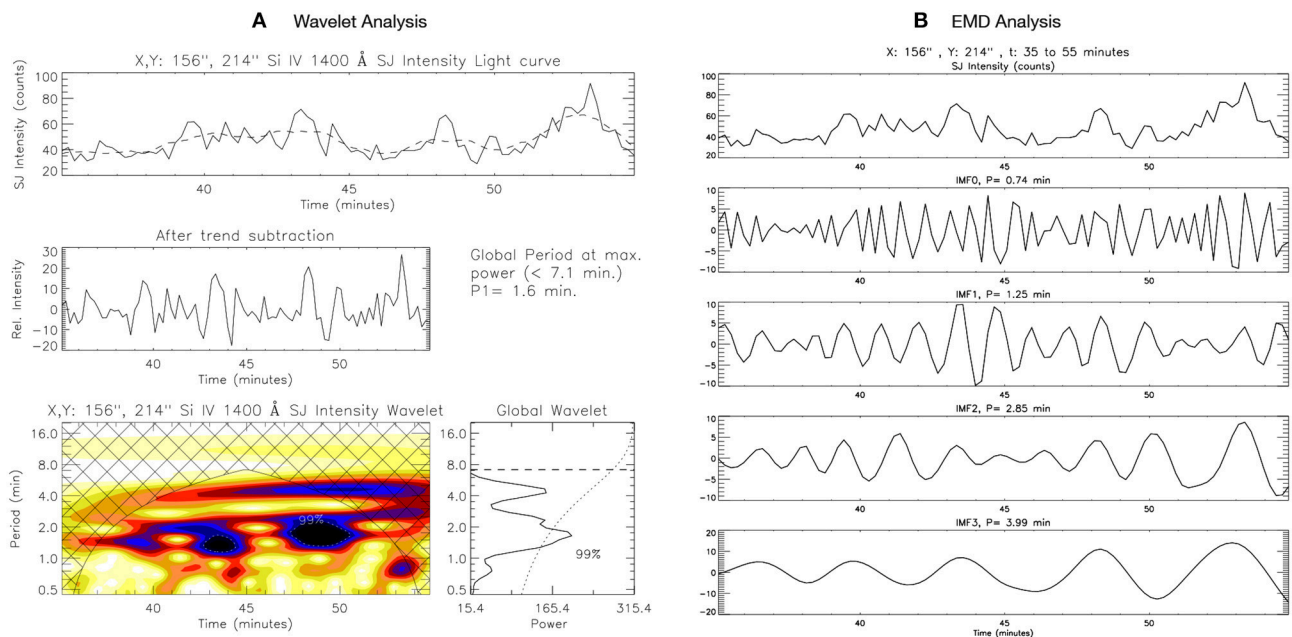 A Wavelet Analysis
X,Y: 156", 214" Si IV 1400 Å SJ Intensity Light curve
SJ Intensity (counts)
100
80
60
40
20
40 45 50
Time (minutes)
After trend subtraction
Rel. Intensity
30
20
10
0
-10
-20
40 45 50
Time (minutes)
Global Period at max.
power (< 7.1 min.)
P1= 1.6 min.
X,Y: 156", 214" Si IV 1400 Å SJ Intensity Wavelet
Period (min)
16.0
8.0
4.0
2.0
1.0
0.5
99%
40 45 50
Time (minutes)
Global Wavelet
16.0
8.0
4.0
2.0
1.0
0.5
99%
15.4 165.4 315.4
Power
B EMD Analysis
X: 156" , Y: 214" , t: 35 to 55 minutes
SJ Intensity (counts)
100
80
60
40
20
40 45 50
IMF0, P= 0.74 min
10
5
0
-5
-10
40 45 50
IMF1, P= 1.25 min
10
5
0
-5
-10
40 45 50
IMF2, P= 2.85 min
10
5
0
-5
-10
40 45 50
IMF3, P= 3.99 min
20
10
0
-10
-20
40 45 50
Time (minutes)